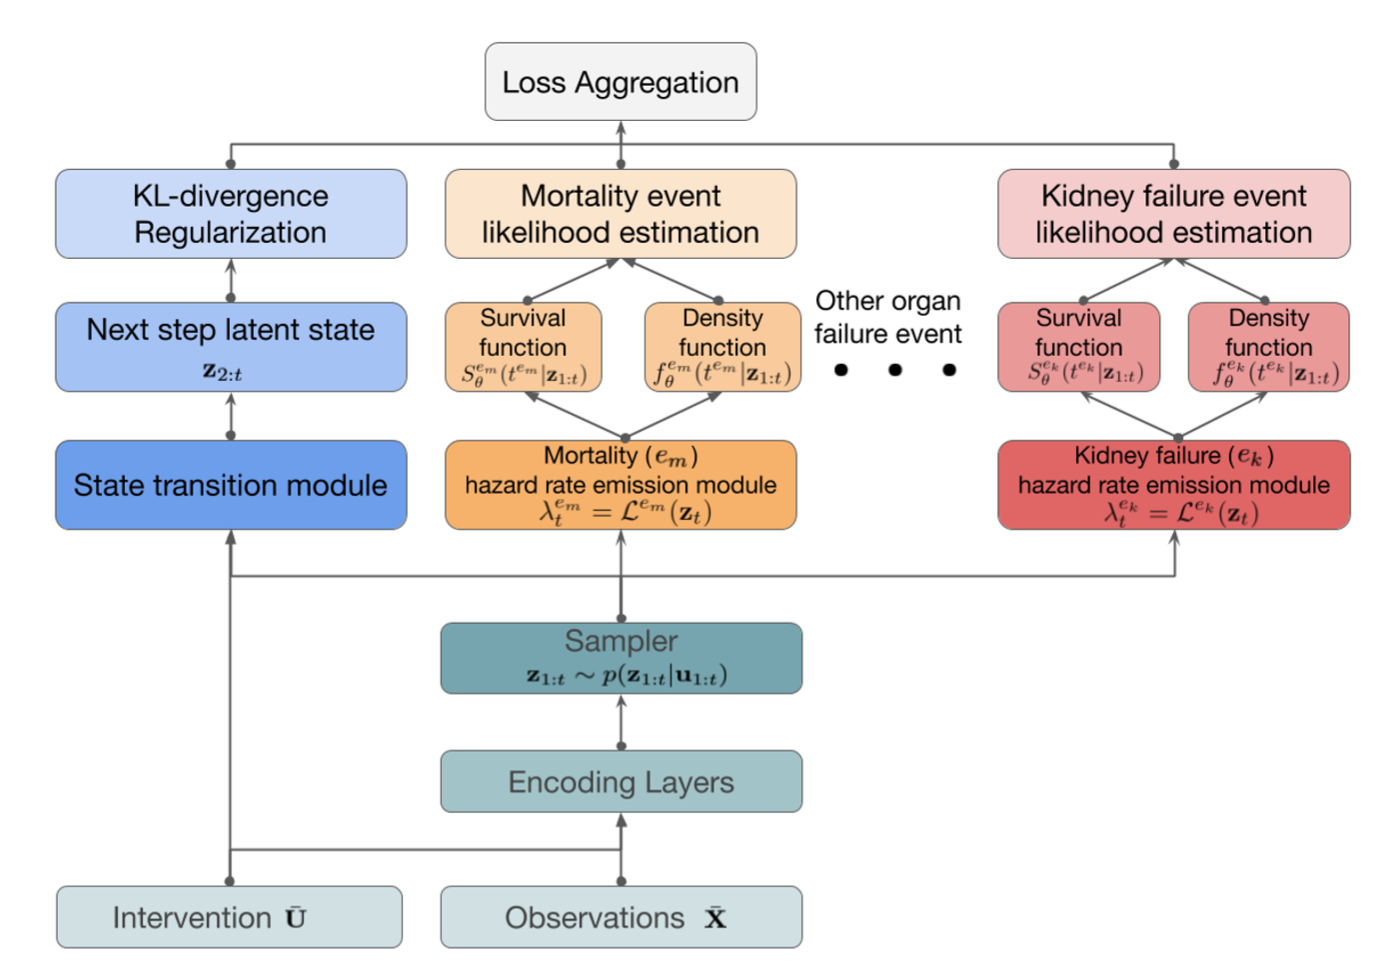 Loss Aggregation
KL-divergence
Regularization
Mortality event
likelihood estimation
Kidney failure event
likelihood estimation
Next step latent state
𝐳₂:ₜ
Survival
function
$S_\theta^{e_m}(t^{e_m}|\mathbf{z}_{1:t})$
Density
function
$f_\theta^{e_m}(t^{e_m}|\mathbf{z}_{1:t})$
Other organ
failure event
• • •
Survival
function
$S_\theta^{e_k}(t^{e_k}|\mathbf{z}_{1:t})$
Density
function
$f_\theta^{e_k}(t^{e_k}|\mathbf{z}_{1:t})$
State transition module
Mortality ($e_m$)
hazard rate emission module
$\lambda_t^{e_m} = \mathcal{L}^{e_m}(\mathbf{z}_t)$
Kidney failure ($e_k$)
hazard rate emission module
$\lambda_t^{e_k} = \mathcal{L}^{e_k}(\mathbf{z}_t)$
Sampler
$\mathbf{z}_{1:t} \sim p(\mathbf{z}_{1:t}|\mathbf{u}_{1:t})$
Encoding Layers
Intervention $\bar{\mathbf{U}}$
Observations $\bar{\mathbf{X}}$